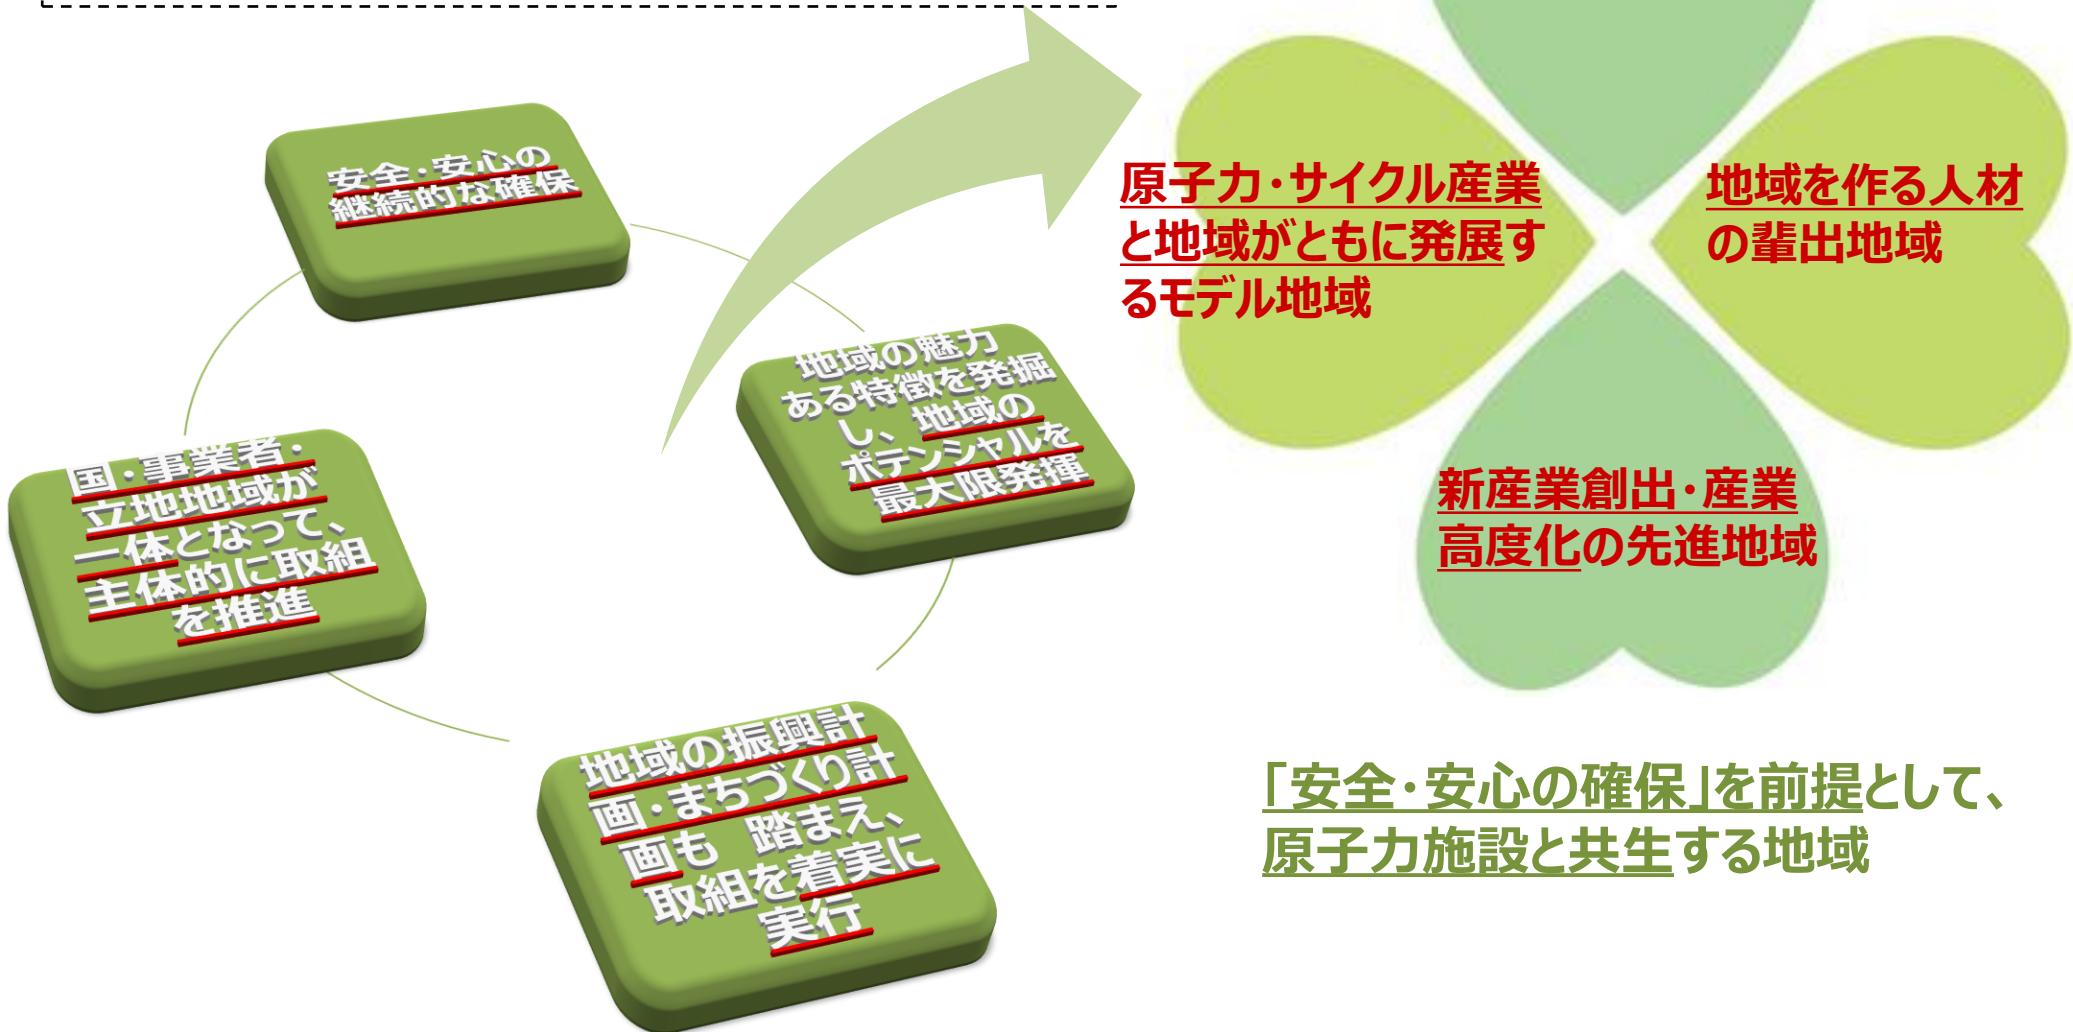 安全・安心の
継続的な確保
地域の魅力
ある特徴を発掘
し、地域の
ポテンシャルを
最大限発揮
地域の振興計
画・まちづくり計
画も　踏まえ、
取組を着実に
実行
国・事業者・
立地地域が
一体となって、
主体的に取組
を推進
原子力・サイクル産業
と地域がともに発展す
るモデル地域
地域を作る人材
の輩出地域
新産業創出・産業
高度化の先進地域
「安全・安心の確保」を前提として、
原子力施設と共生する地域